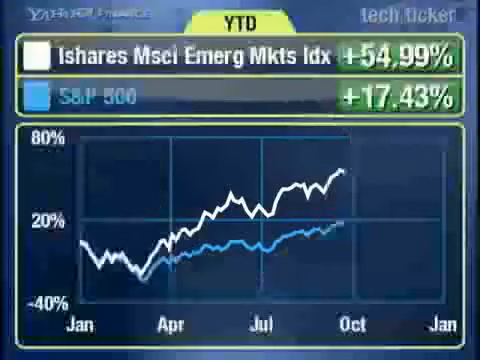 YAHOO! FINANCE
tech ticker
YTD
Ishares Msci Emerg Mkts Idx +54.99%
S&P 500 +17.43%
80%
20%
-40%
Jan Apr Jul Oct Jan